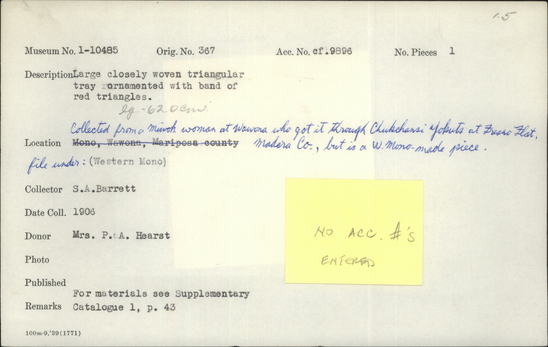 1.5
Museum No. 1-10485 Orig. No. 367 Acc. No. cf.9896 No. Pieces 1
Description Large closely woven triangular
tray ornamented with band of
red triangles.
lg.-62.0cm
Collected from a miwok woman at Wawona who got it through Chukchansi Yokuts at Fresno Flat,
Location Mono, Wawona, Mariposa county Madera Co., but is a W. Mono-made piece.
file under: (Western Mono)
Collector S.A.Barrett
Date Coll. 1906
Donor Mrs. P. A. Hearst
NO ACC. #'s
ENTERED
Photo
Published
For materials see Supplementary
Remarks Catalogue 1, p. 43
100m-9,'39(1771)